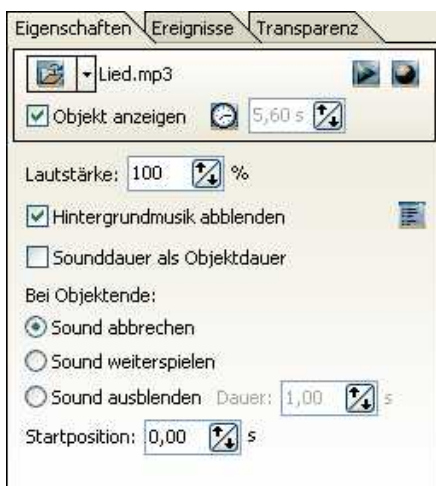 Eigenschaften Ereignisse Transparenz
Lied.mp3
Objekt anzeigen 5,60 s
Lautstärke: 100 %
Hintergrundmusik abblenden
Sounddauer als Objektdauer
Bei Objektende:
Sound abbrechen
Sound weiterspielen
Sound ausblenden Dauer: 1,00 s
Startposition: 0,00 s